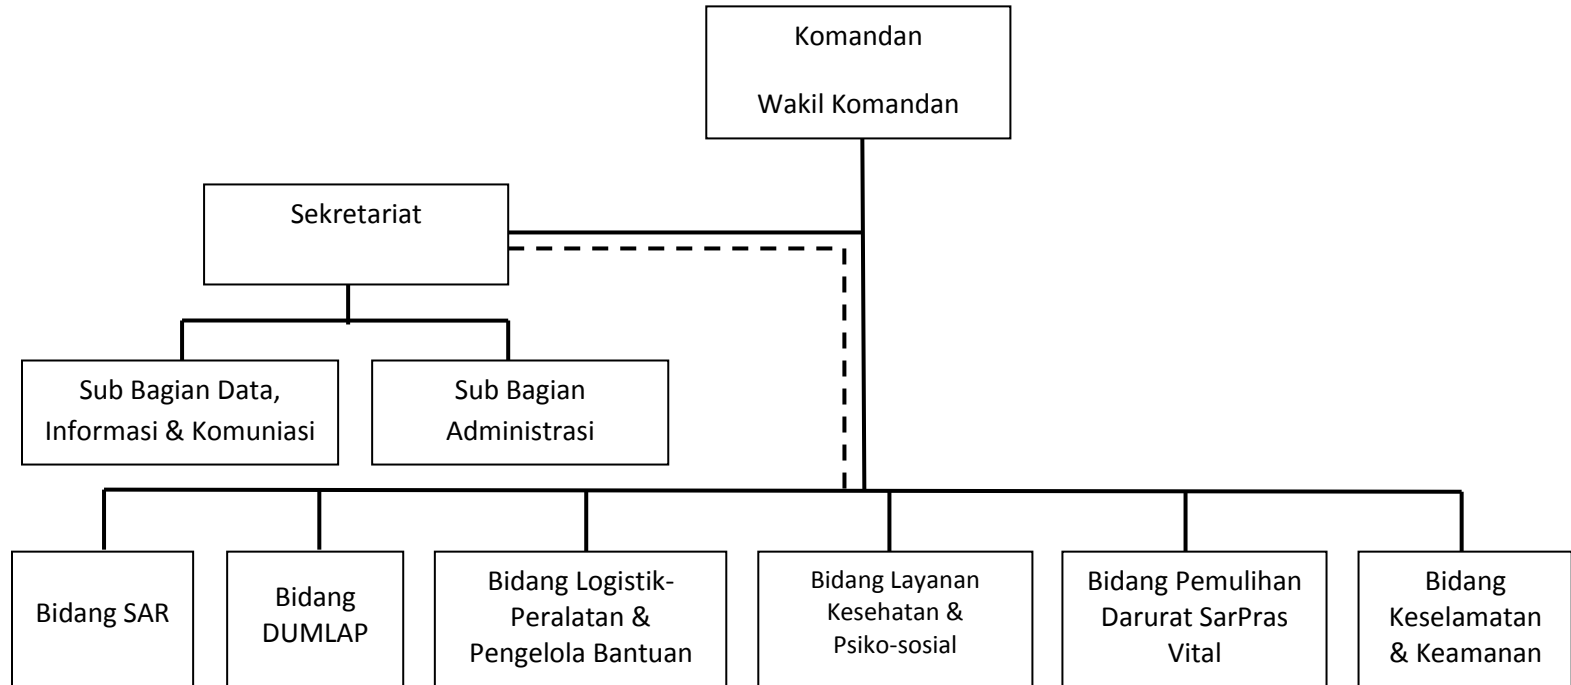 Komandan
Wakil Komandan
Sekretariat
Sub Bagian Data,
Informasi & Komuniasi
Sub Bagian
Administrasi
Bidang SAR
Bidang
DUMLAP
Bidang Logistik-
Peralatan &
Pengelola Bantuan
Bidang Layanan
Kesehatan &
Psiko-sosial
Bidang Pemulihan
Darurat SarPras
Vital
Bidang
Keselamatan
& Keamanan